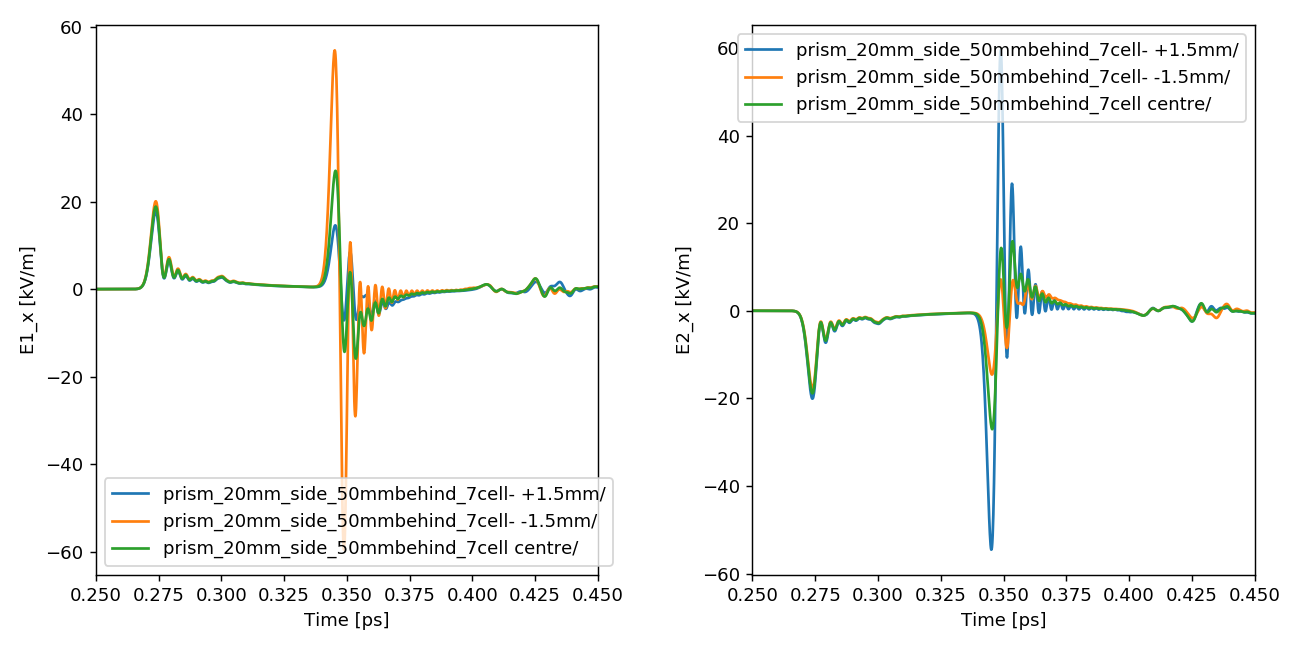 60
40
20
0
−20
−40
−60
E1_x [kV/m]
prism_20mm_side_50mmbehind_7cell- +1.5mm/
prism_20mm_side_50mmbehind_7cell- -1.5mm/
prism_20mm_side_50mmbehind_7cell centre/
0.250 0.275 0.300 0.325 0.350 0.375 0.400 0.425 0.450
Time [ps]
60
40
20
0
−20
−40
−60
E2_x [kV/m]
prism_20mm_side_50mmbehind_7cell- +1.5mm/
prism_20mm_side_50mmbehind_7cell- -1.5mm/
prism_20mm_side_50mmbehind_7cell centre/
0.250 0.275 0.300 0.325 0.350 0.375 0.400 0.425 0.450
Time [ps]